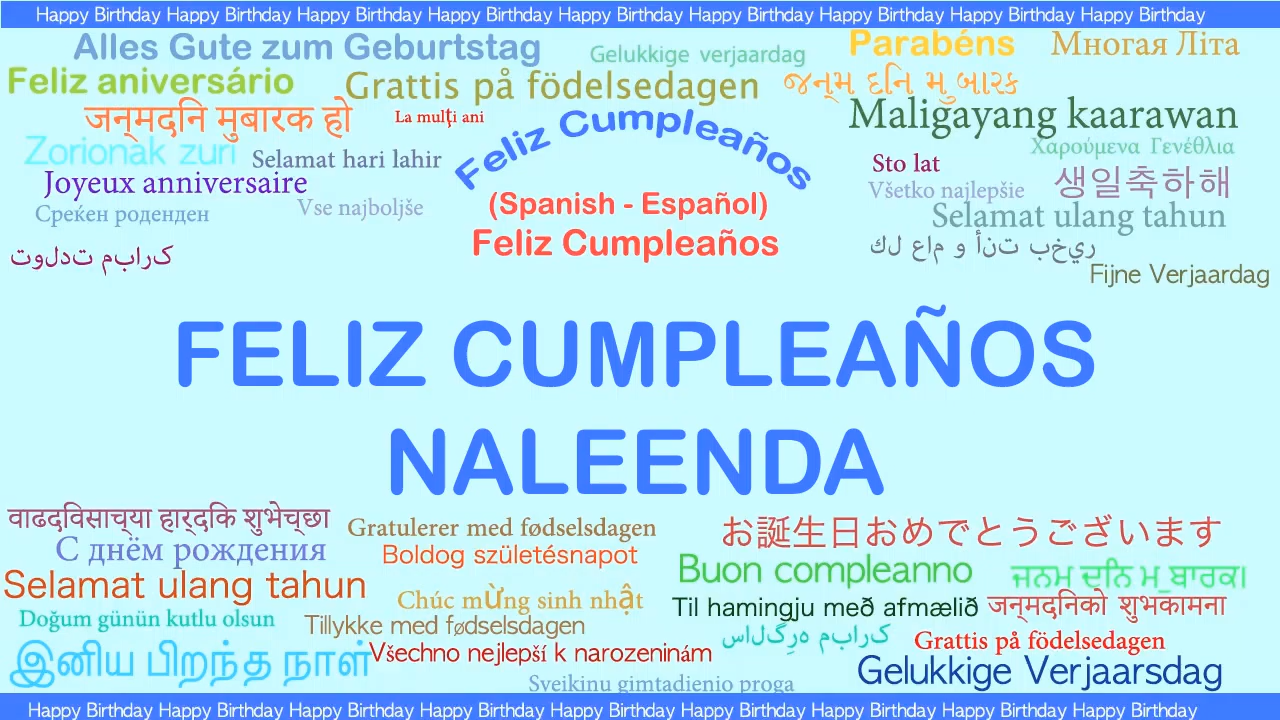 Happy Birthday Happy Birthday Happy Birthday Happy Birthday Happy Birthday Happy Birthday Happy Birthday Happy Birthday Happy Birthday
Alles Gute zum Geburtstag
Gelukkige verjaardag
Parabéns
Многая Літа
Feliz aniversário
Grattis på födelsedagen
જન્મ દિન મુબારક
जन्मदिन मुबारक हो
La mulţi ani
Feliz Cumpleaños
Maligayang kaarawan
Zorionak zuri
Selamat hari lahir
Χαρούμενα Γενέθλια
Sto lat
Joyeux anniversaire
(Spanish - Español)
Všetko najlepšie
생일축하해
Среќен роденден
Vse najboljše
Selamat ulang tahun
Feliz Cumpleaños
تولدت مبارک
كل عام و أنت بخير
Fijne Verjaardag
FELIZ CUMPLEAÑOS
NALEENDA
वाढदिवसाच्या हार्दिक शुभेच्छा
Gratulerer med fødselsdagen
お誕生日おめでとうございます
С днём рождения
Boldog születésnapot
Selamat ulang tahun
Buon compleanno
ਜਨਮ ਦਿਨ ਮੁਬਾਰਕ।
Chúc mừng sinh nhật
Til hamingju með afmælið
जन्मदिनको शुभकामना
Doğum günün kutlu olsun
Tillykke med fødselsdagen
سالگرہ مبارک
Grattis på födelsedagen
இனிய பிறந்த நாள்
Všechno nejlepší k narozeninám
Gelukkige Verjaarsdag
Sveikinu gimtadienio proga
Happy Birthday Happy Birthday Happy Birthday Happy Birthday Happy Birthday Happy Birthday Happy Birthday Happy Birthday Happy Birthday